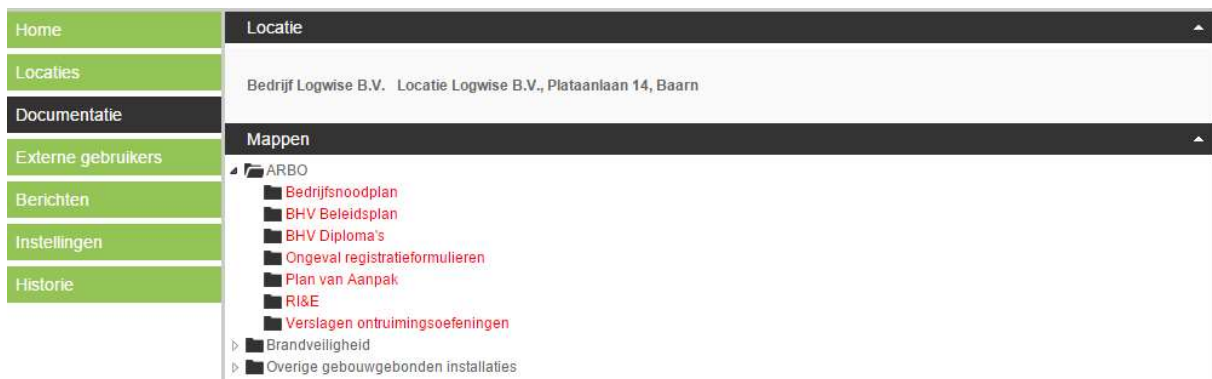 Home
Locaties
Documentatie
Externe gebruikers
Berichten
Instellingen
Historie
Locatie
Bedrijf Logwise B.V. Locatie Logwise B.V., Plataanlaan 14, Baarn
Mappen
ARBO
Bedrijfsnoodplan
BHV Beleidsplan
BHV Diploma's
Ongeval registratieformulieren
Plan van Aanpak
RI&E
Verslagen ontruimingsoefeningen
Brandveiligheid
Overige gebouwgebonden installaties